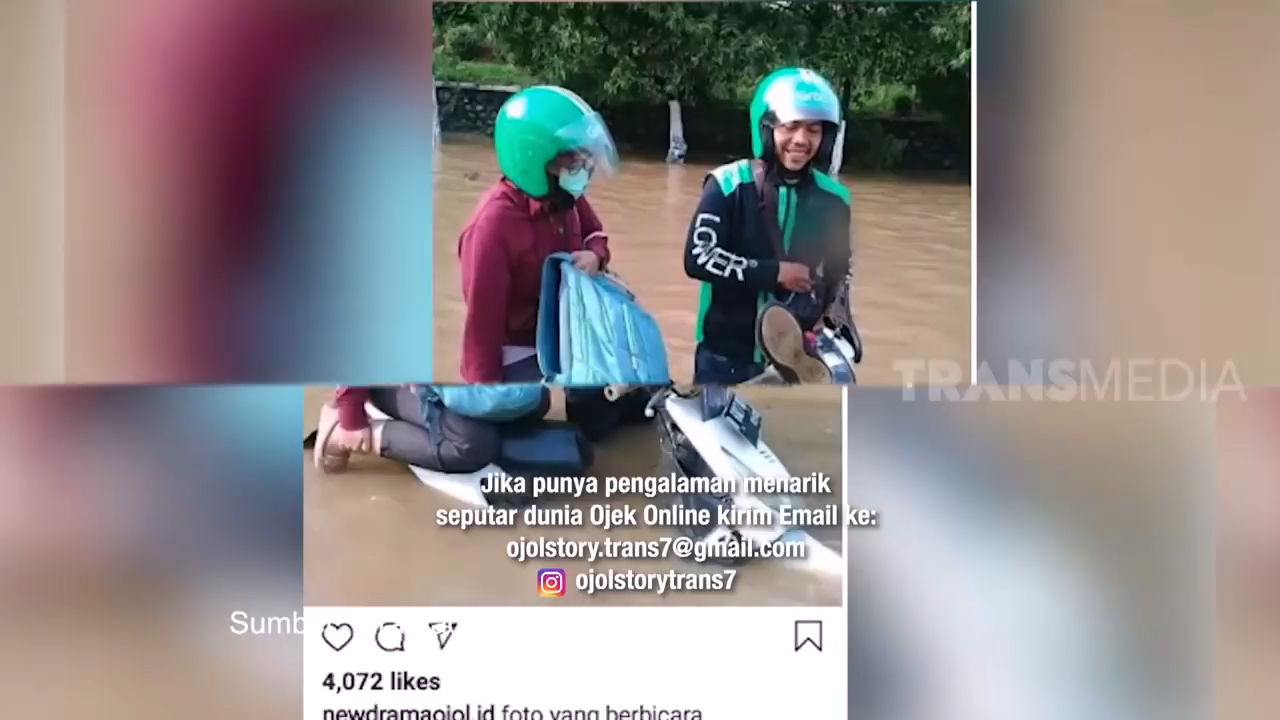 LOWER
TRANSMEDIA
Jika punya pengalaman menarik
seputar dunia Ojek Online kirim Email ke:
ojolstory.trans7@gmail.com
ojolstorytrans7
4,072 likes
newdramaojol.id foto yang berbicara